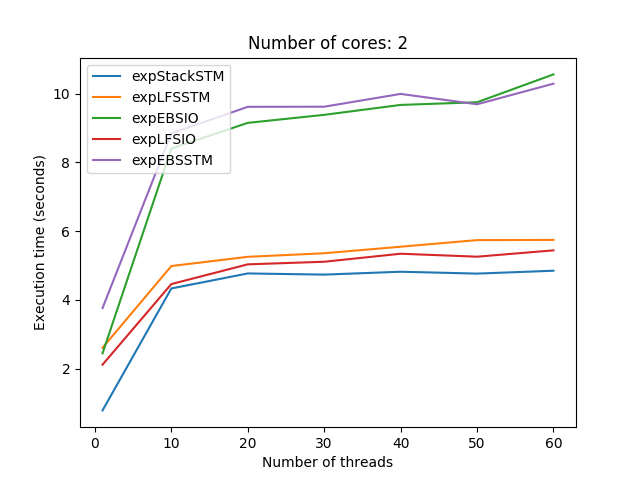 Number of cores: 2
expStackSTM
expLFSSTM
expEBSIO
expLFSIO
expEBSSTM
Execution time (seconds)
10
8
6
4
2
0 10 20 30 40 50 60
Number of threads